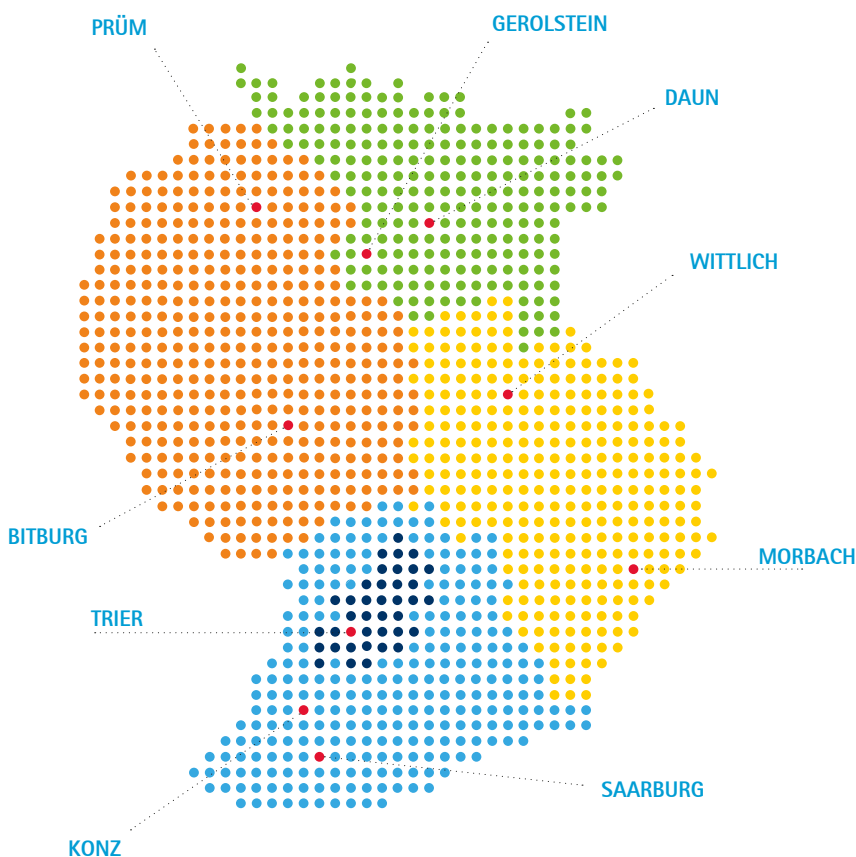 GEROLSTEIN
PRÜM
DAUN
WITTLICH
BITBURG
MORBACH
TRIER
SAARBURG
KONZ